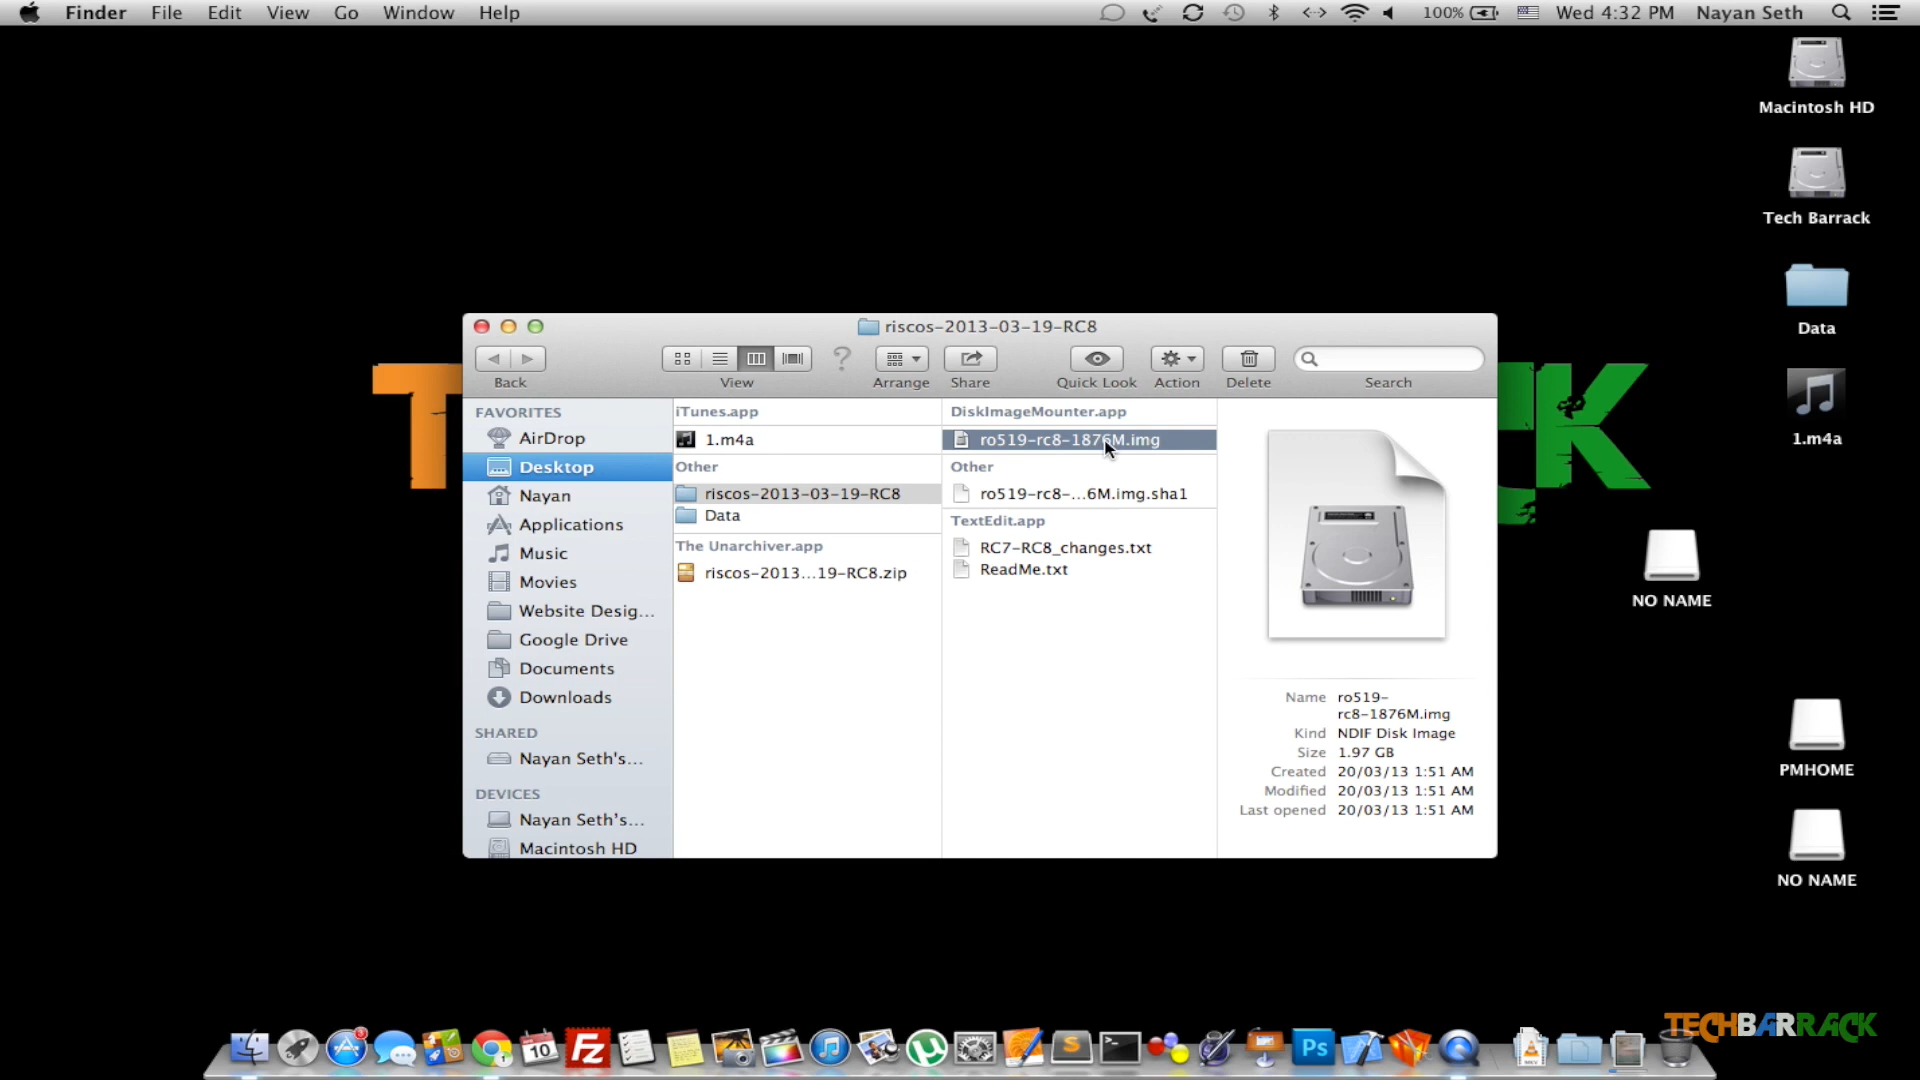 Finder File Edit View Go Window Help 100% Wed 4:32 PM Nayan Seth
Macintosh HD
Tech Barrack
Data
1.m4a
NO NAME
PMHOME
NO NAME
riscos-2013-03-19-RC8
Back View Arrange Share Quick Look Action Delete Search
FAVORITES
AirDrop
Desktop
Nayan
Applications
Music
Movies
Website Desig...
Google Drive
Documents
Downloads
SHARED
Nayan Seth's...
DEVICES
Nayan Seth's...
Macintosh HD
iTunes.app
1.m4a
Other
riscos-2013-03-19-RC8
Data
The Unarchiver.app
riscos-2013...19-RC8.zip
DiskImageMounter.app
ro519-rc8-1876M.img
Other
ro519-rc8-...6M.img.sha1
TextEdit.app
RC7-RC8_changes.txt
ReadMe.txt
Name ro519-
rc8-1876M.img
Kind NDIF Disk Image
Size 1.97 GB
Created 20/03/13 1:51 AM
Modified 20/03/13 1:51 AM
Last opened 20/03/13 1:51 AM
T
CK
3
10
FZ
S
Ps
TECHBARRACK